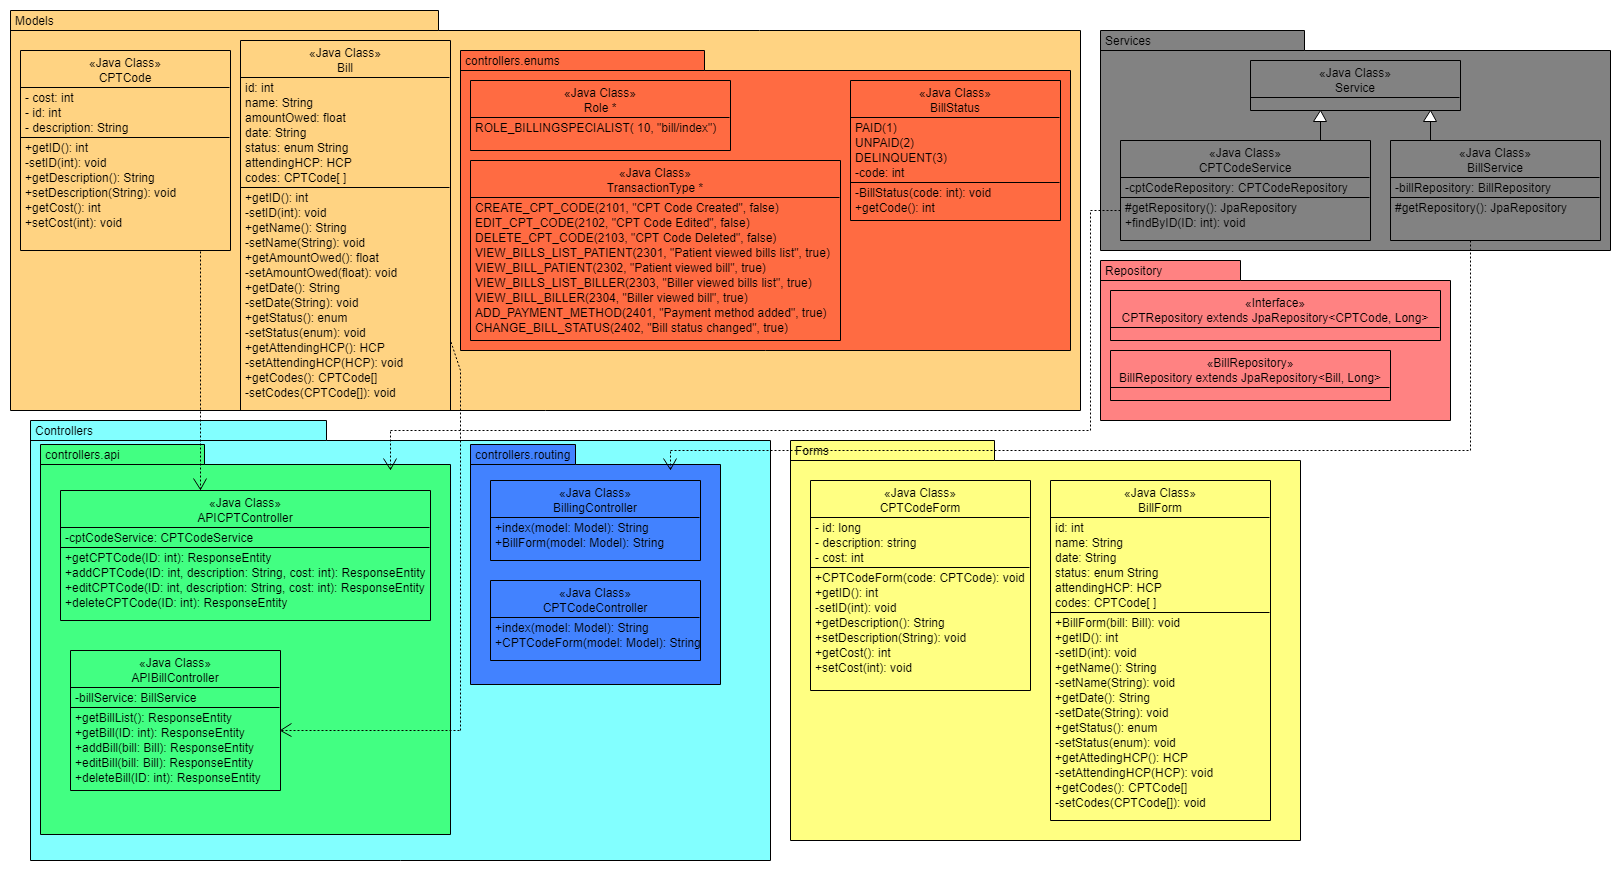 Models
«Java Class»
CPTCode
- cost: int
- id: int
- description: String
+getID(): int
-setID(int): void
+getDescription(): String
+setDescription(String): void
+getCost(): int
+setCost(int): void
«Java Class»
Bill
id: int
name: String
amountOwed: float
date: String
status: enum String
attendingHCP: HCP
codes: CPTCode[ ]
+getID(): int
-setID(int): void
+getName(): String
-setName(String): void
+getAmountOwed(): float
-setAmountOwed(float): void
+getDate(): String
-setDate(String): void
+getStatus(): enum
-setStatus(enum): void
+getAttendingHCP(): HCP
-setAttendingHCP(HCP): void
+getCodes(): CPTCode[]
-setCodes(CPTCode[]): void
controllers.enums
«Java Class»
Role *
ROLE_BILLINGSPECIALIST( 10, "bill/index")
«Java Class»
TransactionType *
CREATE_CPT_CODE(2101, "CPT Code Created", false)
EDIT_CPT_CODE(2102, "CPT Code Edited", false)
DELETE_CPT_CODE(2103, "CPT Code Deleted", false)
VIEW_BILLS_LIST_PATIENT(2301, "Patient viewed bills list", true)
VIEW_BILL_PATIENT(2302, "Patient viewed bill", true)
VIEW_BILLS_LIST_BILLER(2303, "Biller viewed bills list", true)
VIEW_BILL_BILLER(2304, "Biller viewed bill", true)
ADD_PAYMENT_METHOD(2401, "Payment method added", true)
CHANGE_BILL_STATUS(2402, "Bill status changed", true)
«Java Class»
BillStatus
PAID(1)
UNPAID(2)
DELINQUENT(3)
-code: int
-BillStatus(code: int): void
+getCode(): int
Services
«Java Class»
Service
«Java Class»
CPTCodeService
-cptCodeRepository: CPTCodeRepository
#getRepository(): JpaRepository
+findByID(ID: int): void
«Java Class»
BillService
-billRepository: BillRepository
#getRepository(): JpaRepository
Repository
«Interface»
CPTRepository extends JpaRepository<CPTCode, Long>
«BillRepository»
BillRepository extends JpaRepository<Bill, Long>
Controllers
controllers.api
«Java Class»
APICPTController
-cptCodeService: CPTCodeService
+getCPTCode(ID: int): ResponseEntity
+addCPTCode(ID: int, description: String, cost: int): ResponseEntity
+editCPTCode(ID: int, description: String, cost: int): ResponseEntity
+deleteCPTCode(ID: int): ResponseEntity
«Java Class»
APIBillController
-billService: BillService
+getBillList(): ResponseEntity
+getBill(ID: int): ResponseEntity
+addBill(bill: Bill): ResponseEntity
+editBill(bill: Bill): ResponseEntity
+deleteBill(ID: int): ResponseEntity
controllers.routing
«Java Class»
BillingController
+index(model: Model): String
+BillForm(model: Model): String
«Java Class»
CPTCodeController
+index(model: Model): String
+CPTCodeForm(model: Model): String
Forms
«Java Class»
CPTCodeForm
- id: long
- description: string
- cost: int
+CPTCodeForm(code: CPTCode): void
+getID(): int
-setID(int): void
+getDescription(): String
+setDescription(String): void
+getCost(): int
+setCost(int): void
«Java Class»
BillForm
id: int
name: String
date: String
status: enum String
attendingHCP: HCP
codes: CPTCode[ ]
+BillForm(bill: Bill): void
+getID(): int
-setID(int): void
+getName(): String
-setName(String): void
+getDate(): String
-setDate(String): void
+getStatus(): enum
-setStatus(enum): void
+getAttedingHCP(): HCP
-setAttendingHCP(HCP): void
+getCodes(): CPTCode[]
-setCodes(CPTCode[]): void